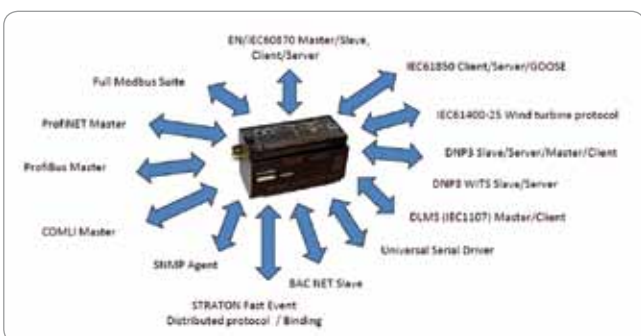 EN/IEC60870 Master/Slave,
Client/Server
Full Modbus Suite
IEC61850 Client/Server/GOOSE
ProfiNET Master
IEC61400-25 Wind turbine protocol
DNP3 Slave/Server/Master/Client
ProfiBus Master
DNP3 WITS Slave/Server
DLMS (IEC1107) Master/Client
COMLI Master
Universal Serial Driver
SNMP Agent
BAC NET Slave
STRATON Fast Event
Distributed protocol / Binding